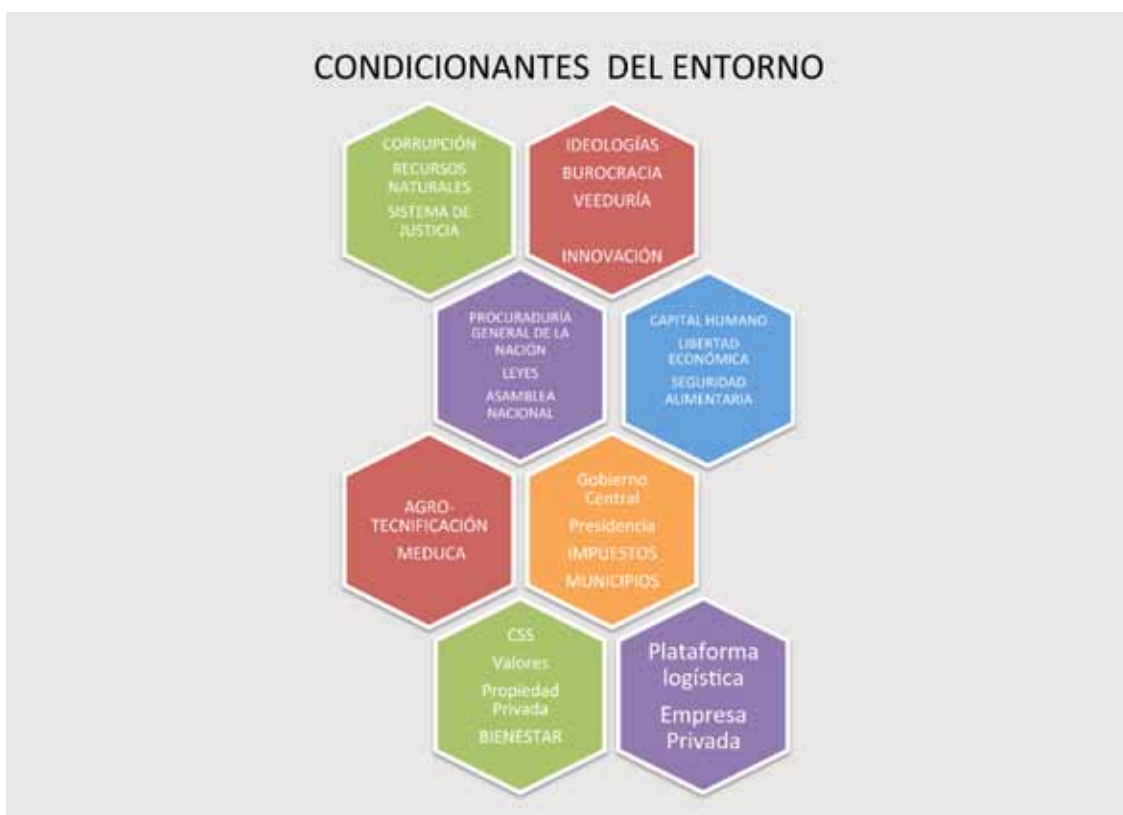 CONDICIONANTES DEL ENTORNO
CORRUPCIÓN
RECURSOS
NATURALES
SISTEMA DE
JUSTICIA
IDEOLOGÍAS
BUROCRACIA
VEEDURÍA
INNOVACIÓN
PROCURADURÍA
GENERAL DE LA
NACIÓN
LEYES
ASAMBLEA
NACIONAL
CAPITAL HUMANO
LIBERTAD
ECONÓMICA
SEGURIDAD
ALIMENTARIA
AGRO-
TECNIFICACIÓN
MEDUCA
Gobierno
Central
Presidencia
IMPUESTOS
MUNICIPIOS
CSS
Valores
Propiedad
Privada
BIENESTAR
Plataforma
logística
Empresa
Privada